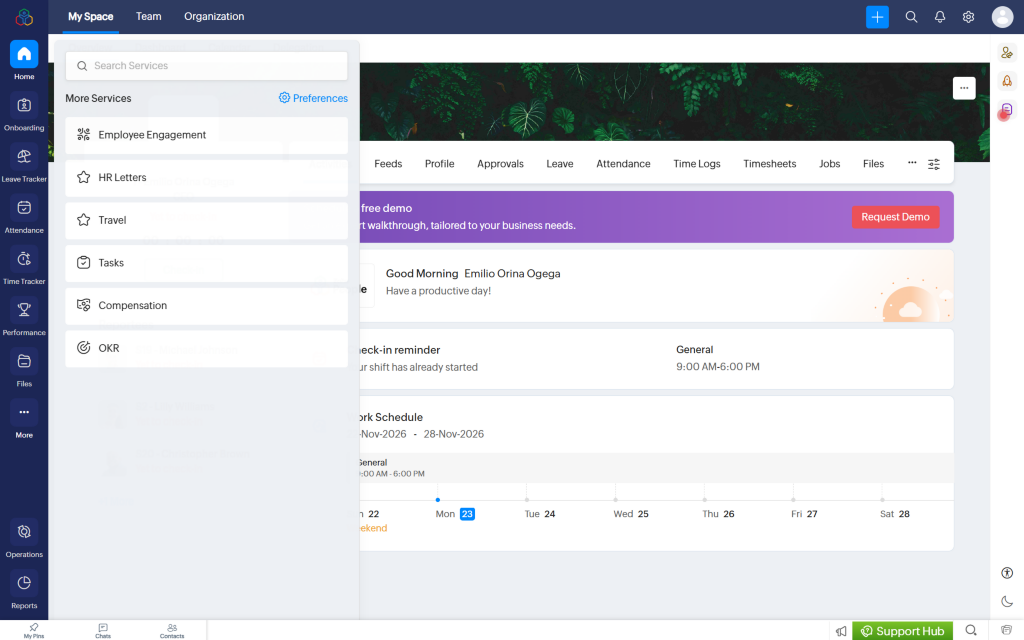 My Space
Team
Organization
Home
Onboarding
Leave Tracker
Attendance
Time Tracker
Performance
Files
More
Operations
Reports
Search Services
More Services
Preferences
Employee Engagement
HR Letters
Travel
Tasks
Compensation
OKR
Feeds
Profile
Approvals
Leave
Attendance
Time Logs
Timesheets
Jobs
Files
free demo
walkthrough, tailored to your business needs.
Request Demo
Good Morning Emilio Orina Ogega
Have a productive day!
eck-in reminder
shift has already started
General
9:00 AM-6:00 PM
Schedule
-Nov-2026 - 28-Nov-2026
General
:00 AM - 6:00 PM
22
ekend
Mon 23
Tue 24
Wed 25
Thu 26
Fri 27
Sat 28
My Pins
Chats
Contacts
Support Hub